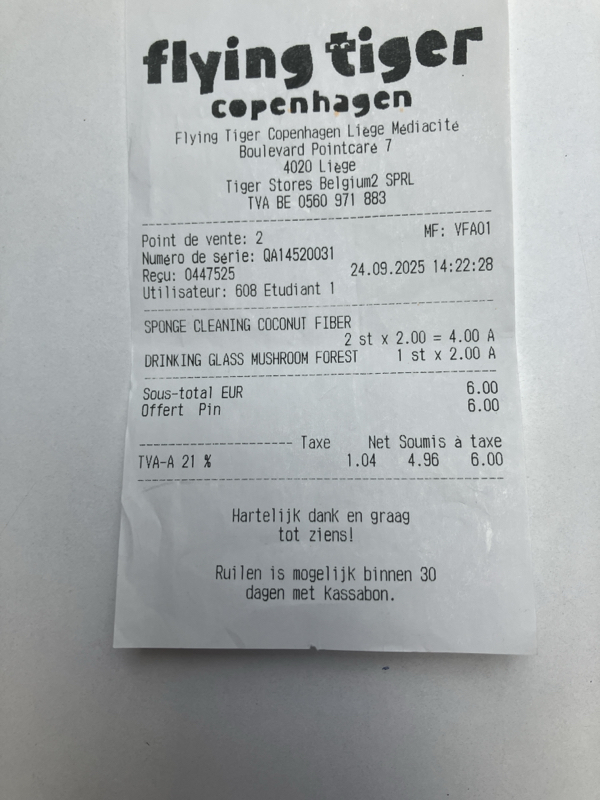 flying tiger
copenhagen
Flying Tiger Copenhagen Liège Médiacité
Boulevard Pointcaré 7
4020 Liège
Tiger Stores Belgium2 SPRL
TVA BE 0560 971 883
Point de vente: 2 MF: VFA01
Numéro de série: QA14520031
Reçu: 0447525 24.09.2025 14:22:28
Utilisateur: 608 Etudiant 1
SPONGE CLEANING COCONUT FIBER
2 st x 2.00 = 4.00 A
DRINKING GLASS MUSHROOM FOREST 1 st x 2.00 A
Sous-total EUR 6.00
Offert Pin 6.00
Taxe Net Soumis à taxe
TVA-A 21 % 1.04 4.96 6.00
Hartelijk dank en graag
tot ziens!
Ruilen is mogelijk binnen 30
dagen met Kassabon.